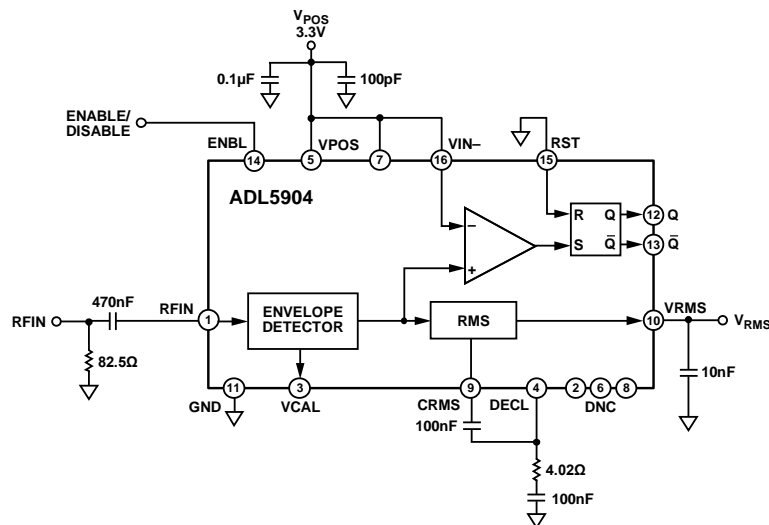 VPOS
3.3V
0.1µF
100pF
ENABLE/
DISABLE
ENBL
VPOS
VIN–
RST
14
5
7
16
15
ADL5904
–
+
R
Q
S
Q̅
12
Q
13
Q̅
470nF
RFIN
RFIN
1
ENVELOPE
DETECTOR
RMS
VRMS
10
VRMS
82.5Ω
10nF
11
3
9
4
2
6
8
GND
VCAL
CRMS
DECL
DNC
100nF
4.02Ω
100nF